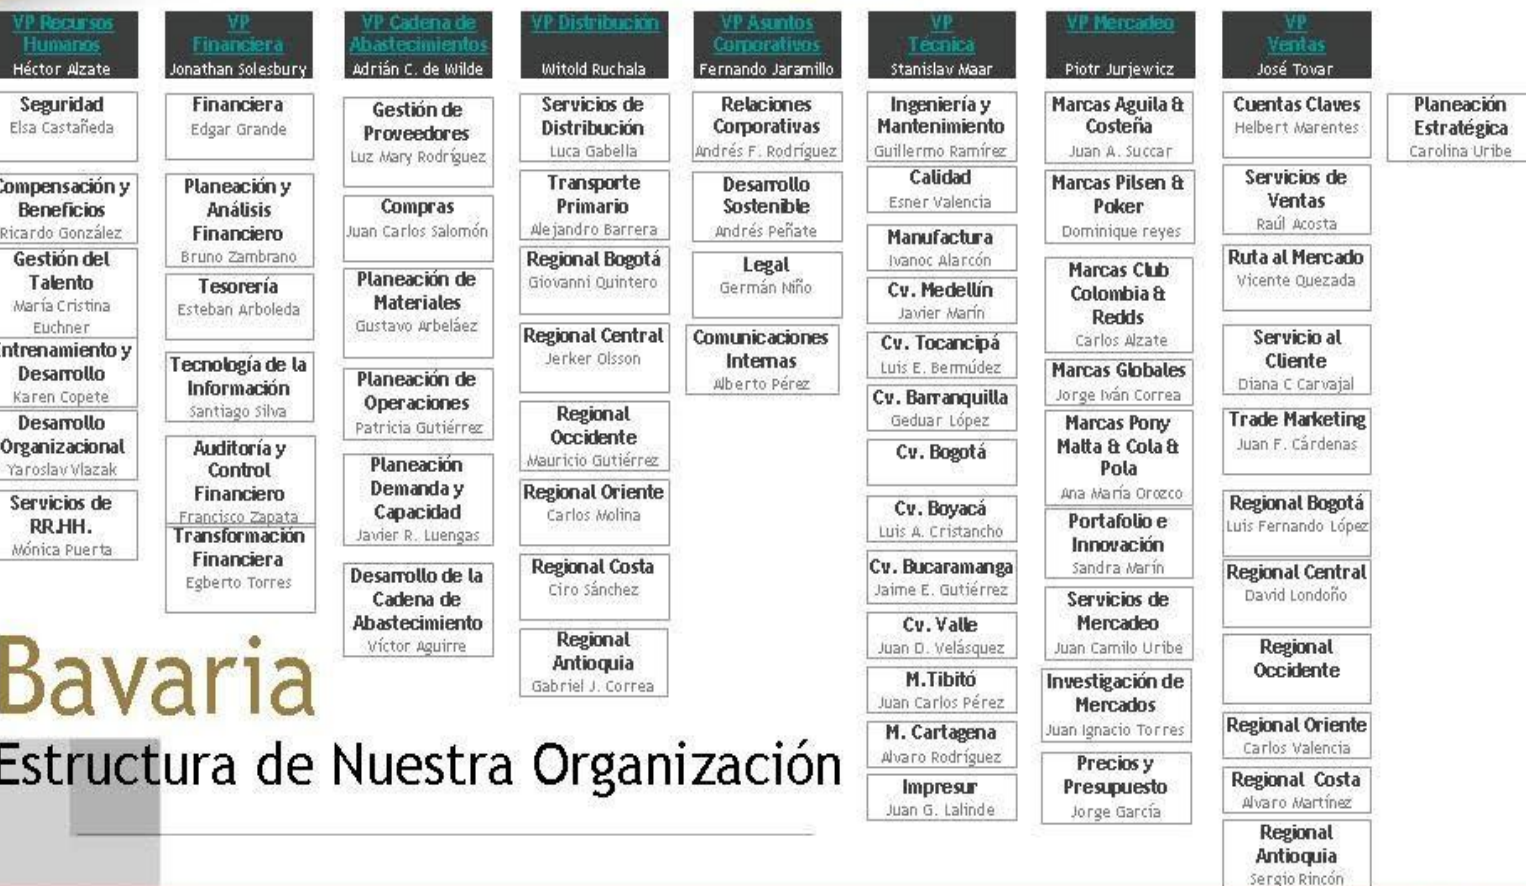 VP Recursos
Humanos
Héctor Alzate
Seguridad
Elsa Castañeda
Compensación y
Beneficios
Ricardo González
Gestión del
Talento
María Cristina
Euchner
Entrenamiento y
Desarrollo
Karen Copete
Desarrollo
Organizacional
Yaroslav Vlazak
Servicios de
RR.HH.
Mónica Puerta
VP
Financiera
Jonathan Solesbury
Financiera
Edgar Grande
Planeación y
Análisis
Financiero
Bruno Zambrano
Tesorería
Esteban Arboleda
Tecnología de la
Información
Santiago Silva
Auditoría y
Control
Financiero
Francisco Zapata
Transformación
Financiera
Egberto Torres
VP Cadena de
Abastecimientos
Adrián C. de Wilde
Gestión de
Proveedores
Luz Mary Rodríguez
Compras
Juan Carlos Salomón
Planeación de
Materiales
Gustavo Arbeláez
Planeación de
Operaciones
Patricia Gutiérrez
Planeación
Demanda y
Capacidad
Javier R. Luengas
Desarrollo de la
Cadena de
Abastecimiento
Víctor Aguirre
VP Distribución
Witold Ruchala
Servicios de
Distribución
Luca Gabella
Transporte
Primario
Alejandro Barrera
Regional Bogotá
Giovanni Quintero
Regional Central
Jerker Olsson
Regional
Occidente
Mauricio Gutiérrez
Regional Oriente
Carlos Molina
Regional Costa
Ciro Sánchez
Regional
Antioquia
Gabriel J. Correa
VP Asuntos
Corporativos
Fernando Jaramillo
Relaciones
Corporativas
Andrés F. Rodríguez
Desarrollo
Sostenible
Andrés Peñate
Legal
Germán Niño
Comunicaciones
Internas
Alberto Pérez
VP
Técnica
Stanislav Maar
Ingeniería y
Mantenimiento
Guillermo Ramírez
Calidad
Esner Valencia
Manufactura
Ivanoc Alarcón
Cv. Medellín
Javier Marín
Cv. Tocancipá
Luis E. Bermúdez
Cv. Barranquilla
Geduar López
Cv. Bogotá
Cv. Boyacá
Luis A. Cristancho
Cv. Bucaramanga
Jaime E. Gutiérrez
Cv. Valle
Juan D. Velásquez
M.Tibitó
Juan Carlos Pérez
M. Cartagena
Alvaro Rodríguez
Impresur
Juan G. Lalinde
VP Mercadeo
Piotr Jurjewicz
Marcas Aguila &
Costeña
Juan A. Succar
Marcas Pilsen &
Poker
Dominique reyes
Marcas Club
Colombia &
Redds
Carlos Alzate
Marcas Globales
Jorge Iván Correa
Marcas Pony
Malta & Cola &
Pola
Ana María Orozco
Portafolio e
Innovación
Sandra Marín
Servicios de
Mercadeo
Juan Camilo Uribe
Investigación de
Mercados
Juan Ignacio Torres
Precios y
Presupuesto
Jorge García
VP
Ventas
José Tovar
Cuentas Claves
Helbert Marentes
Servicios de
Ventas
Raúl Acosta
Ruta al Mercado
Vicente Quezada
Servicio al
Cliente
Diana C Carvajal
Trade Marketing
Juan F. Cárdenas
Regional Bogotá
Luis Fernando López
Regional Central
David Londoño
Regional
Occidente
Regional Oriente
Carlos Valencia
Regional Costa
Alvaro Martínez
Regional
Antioquia
Sergio Rincón
Planeación
Estratégica
Carolina Uribe
Bavaria
Estructura de Nuestra Organización